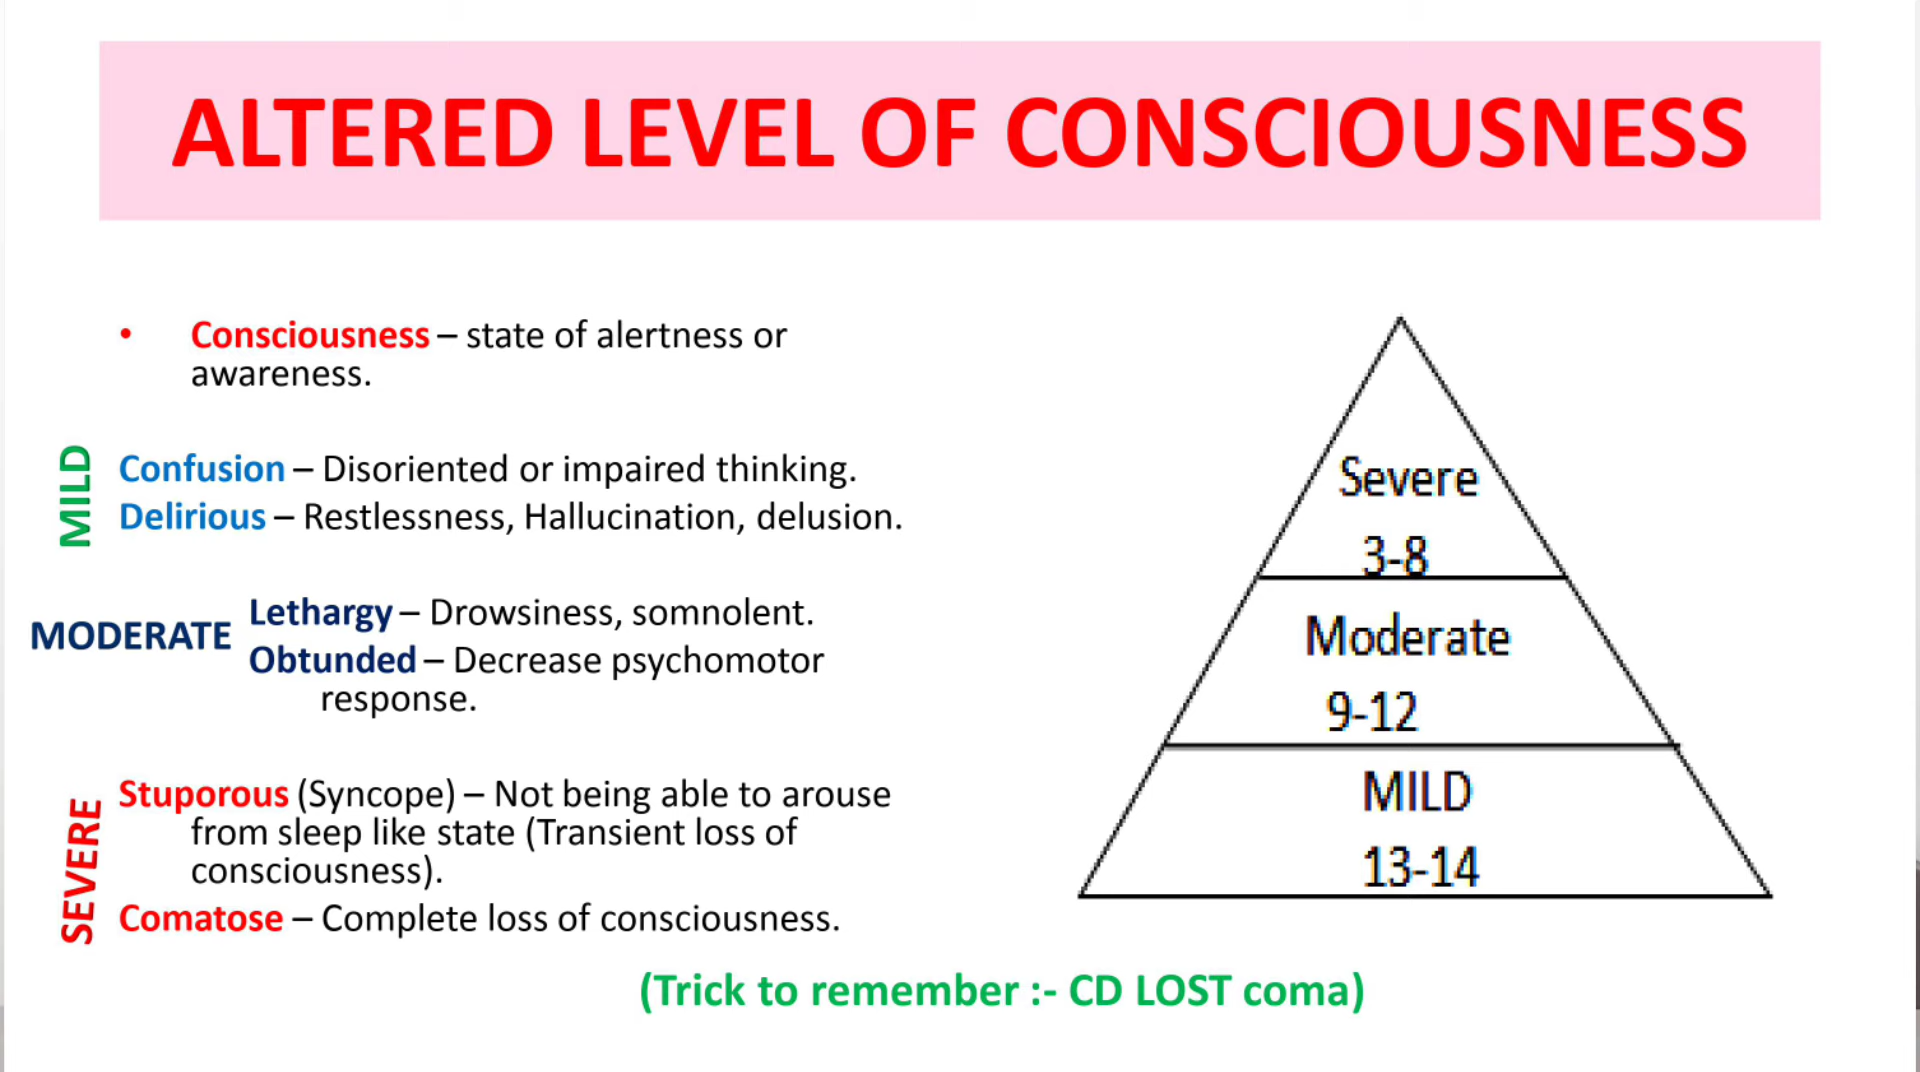 ALTERED LEVEL OF CONSCIOUSNESS
• Consciousness – state of alertness or
awareness.
MILD
Confusion – Disoriented or impaired thinking.
Delirious – Restlessness, Hallucination, delusion.
MODERATE
Lethargy – Drowsiness, somnolent.
Obtunded – Decrease psychomotor
response.
SEVERE
Stuporous (Syncope) – Not being able to arouse
from sleep like state (Transient loss of
consciousness).
Comatose – Complete loss of consciousness.
Severe
3-8
Moderate
9-12
MILD
13-14
(Trick to remember :- CD LOST coma)